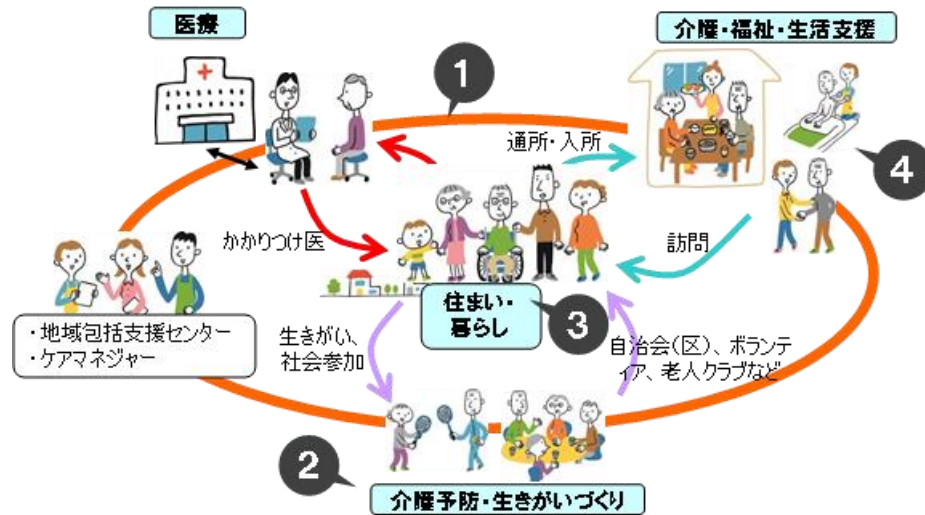 医療
介護・福祉・生活支援
1
通所・入所
4
かかりつけ医
訪問
・地域包括支援センター
・ケアマネジャー
住まい・
暮らし
3
生きがい、
社会参加
自治会(区)、ボランテ
ィア、老人クラブなど
2
介護予防・生きがいづくり